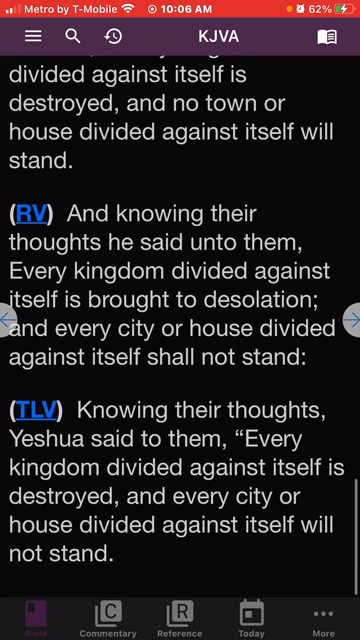 Metro by T-Mobile 10:06 AM 62%
KJVA
divided against itself is
destroyed, and no town or
house divided against itself will
stand.
(RV) And knowing their
thoughts he said unto them,
Every kingdom divided against
itself is brought to desolation;
and every city or house divided
against itself shall not stand:
(TLV) Knowing their thoughts,
Yeshua said to them, “Every
kingdom divided against itself is
destroyed, and every city or
house divided against itself will
not stand.
C R
Bible Commentary Reference Today More